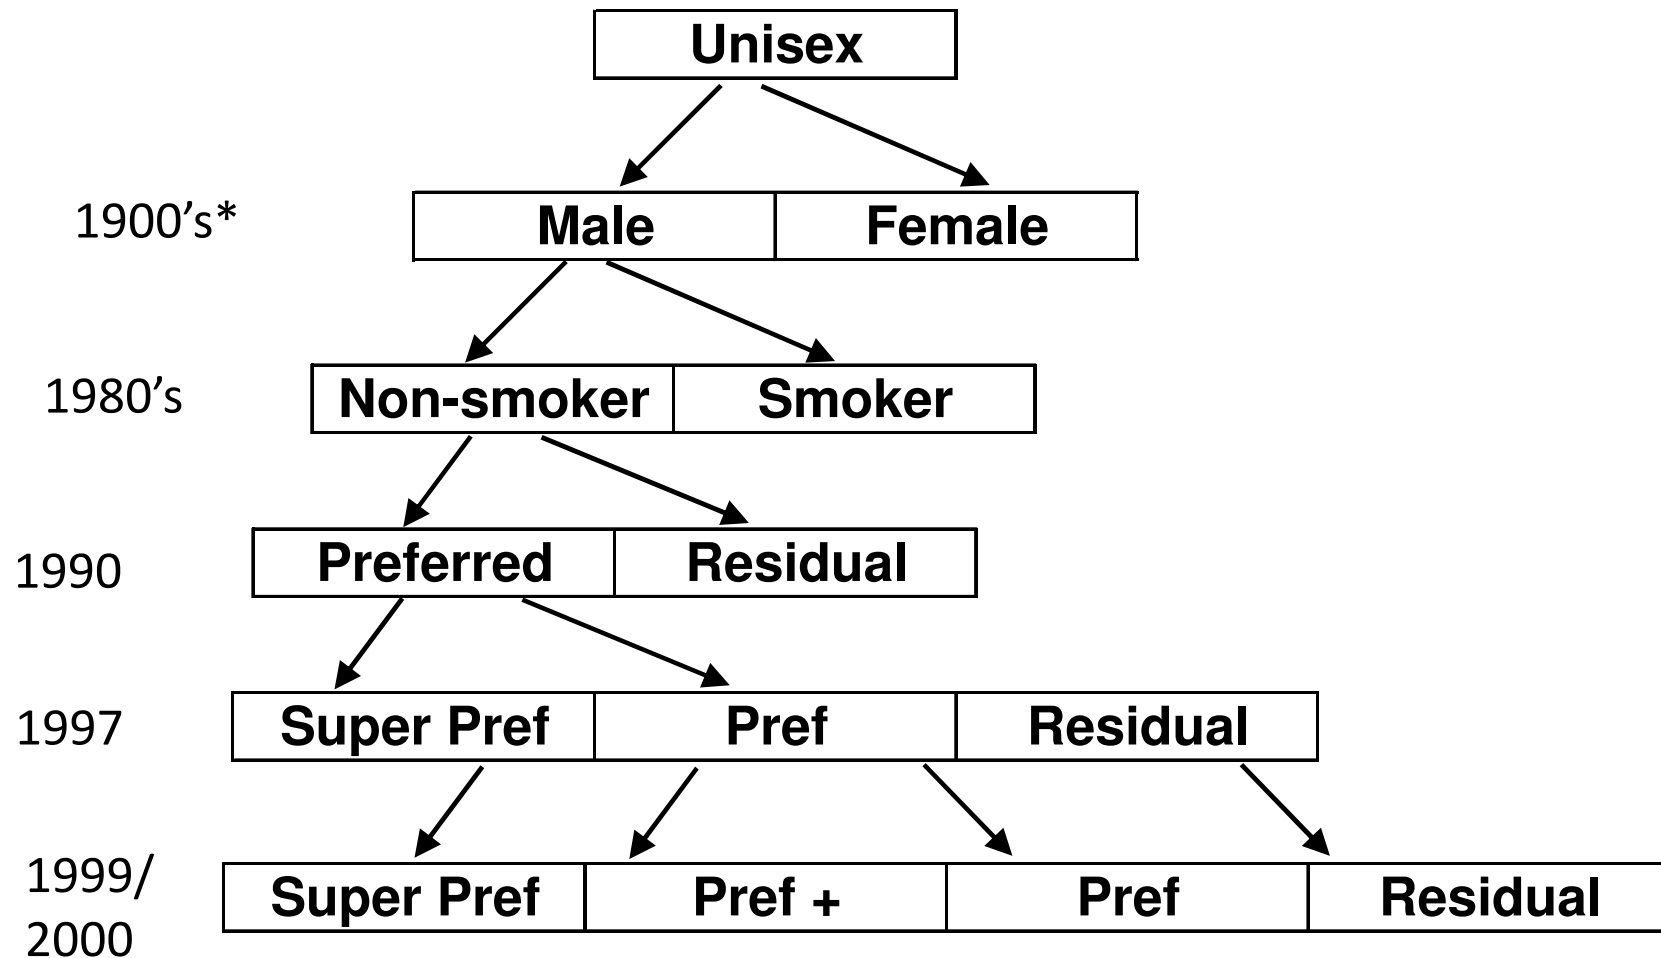 Unisex
1900’s*
Male
Female
1980’s
Non-smoker
Smoker
1990
Preferred
Residual
1997
Super Pref
Pref
Residual
1999/
2000
Super Pref
Pref +
Pref
Residual